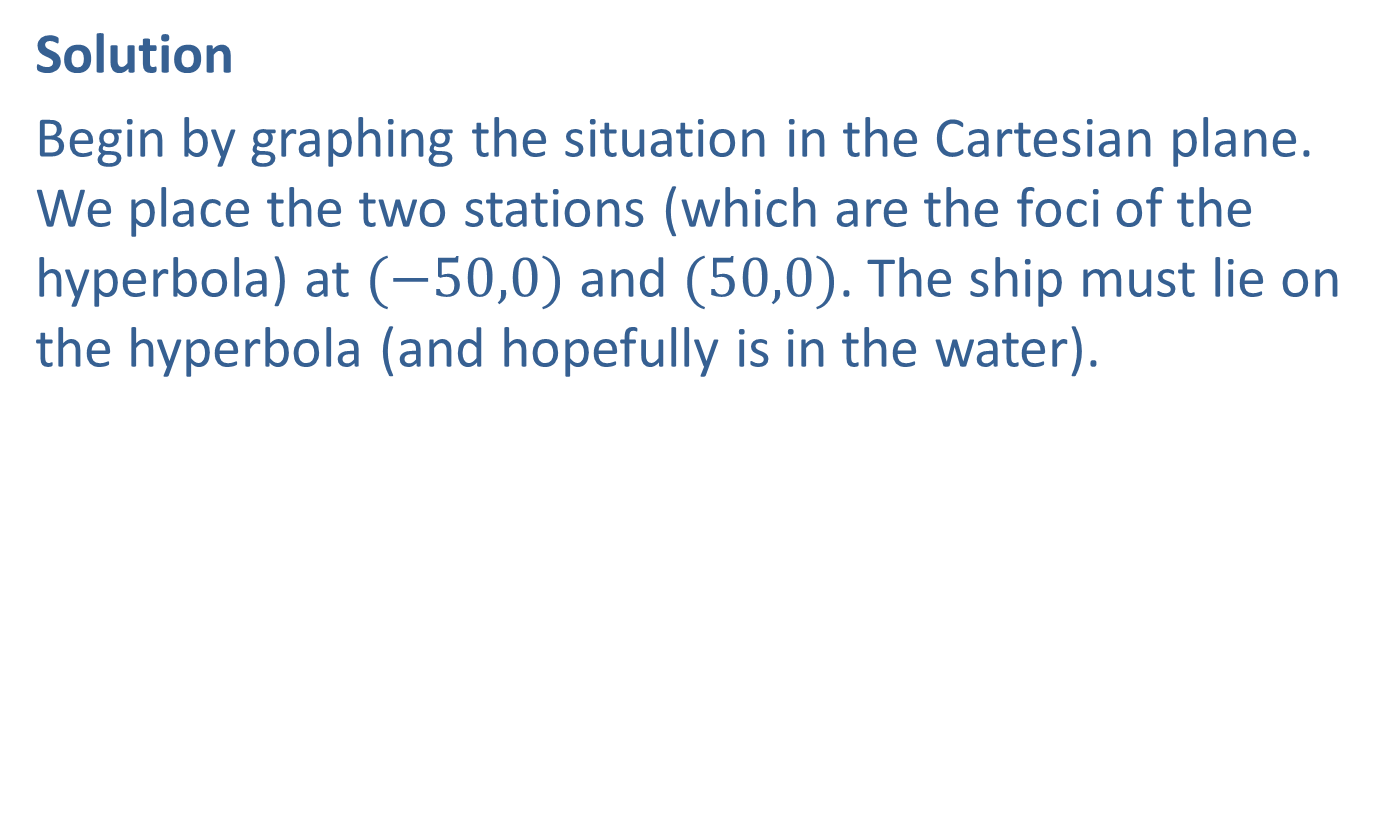 Solution
Begin by graphing the situation in the Cartesian plane.
We place the two stations (which are the foci of the
hyperbola) at (−50,0) and (50,0). The ship must lie on
the hyperbola (and hopefully is in the water).